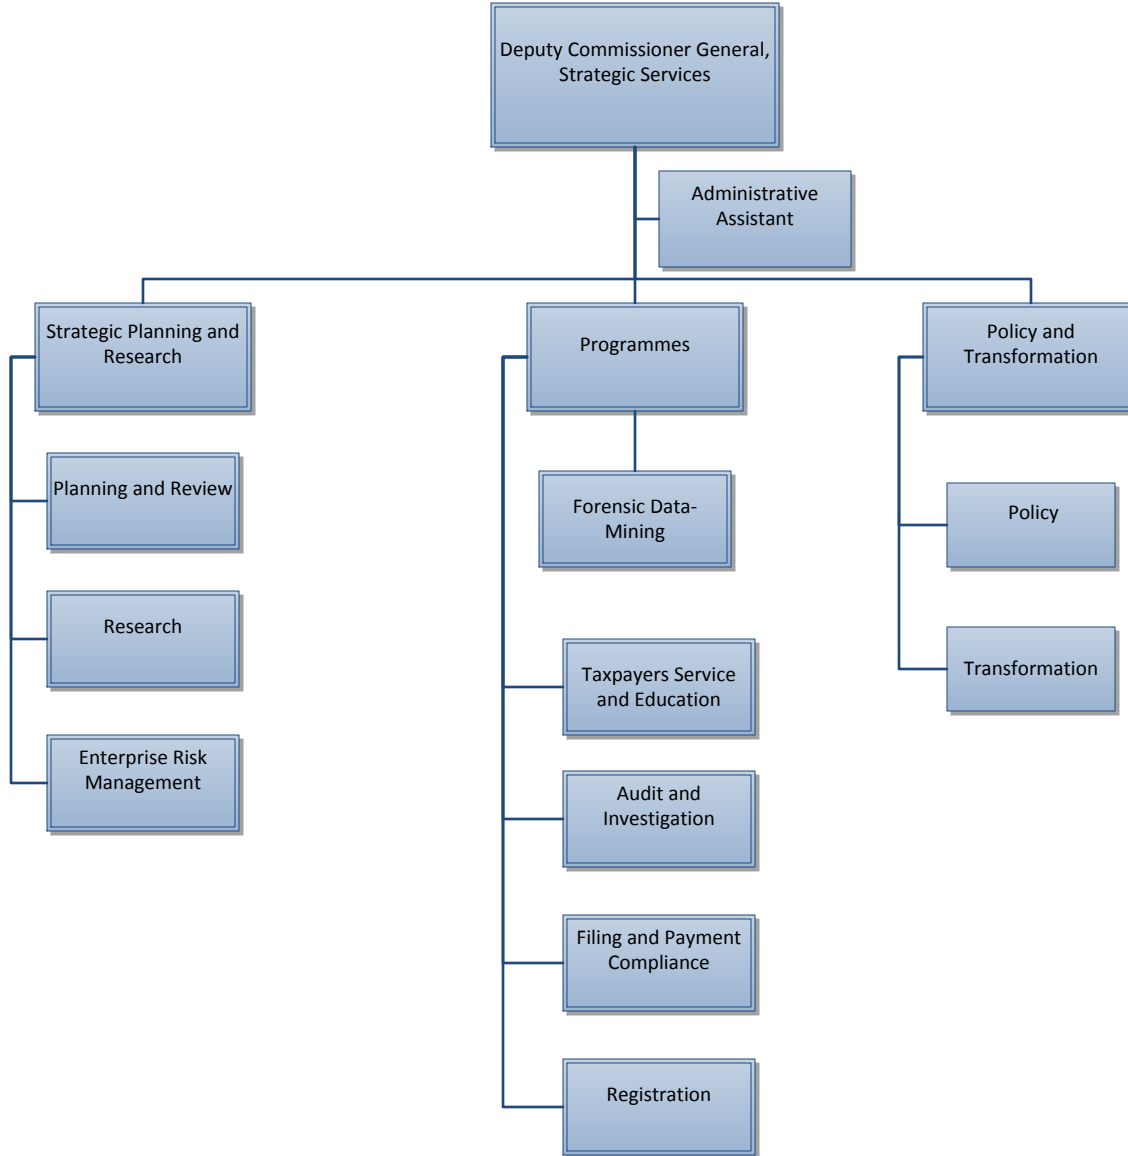 Deputy Commissioner General,
Strategic Services
Administrative
Assistant
Strategic Planning and
Research
Programmes
Policy and
Transformation
Planning and Review
Forensic Data-
Mining
Policy
Research
Taxpayers Service
and Education
Transformation
Enterprise Risk
Management
Audit and
Investigation
Filing and Payment
Compliance
Registration